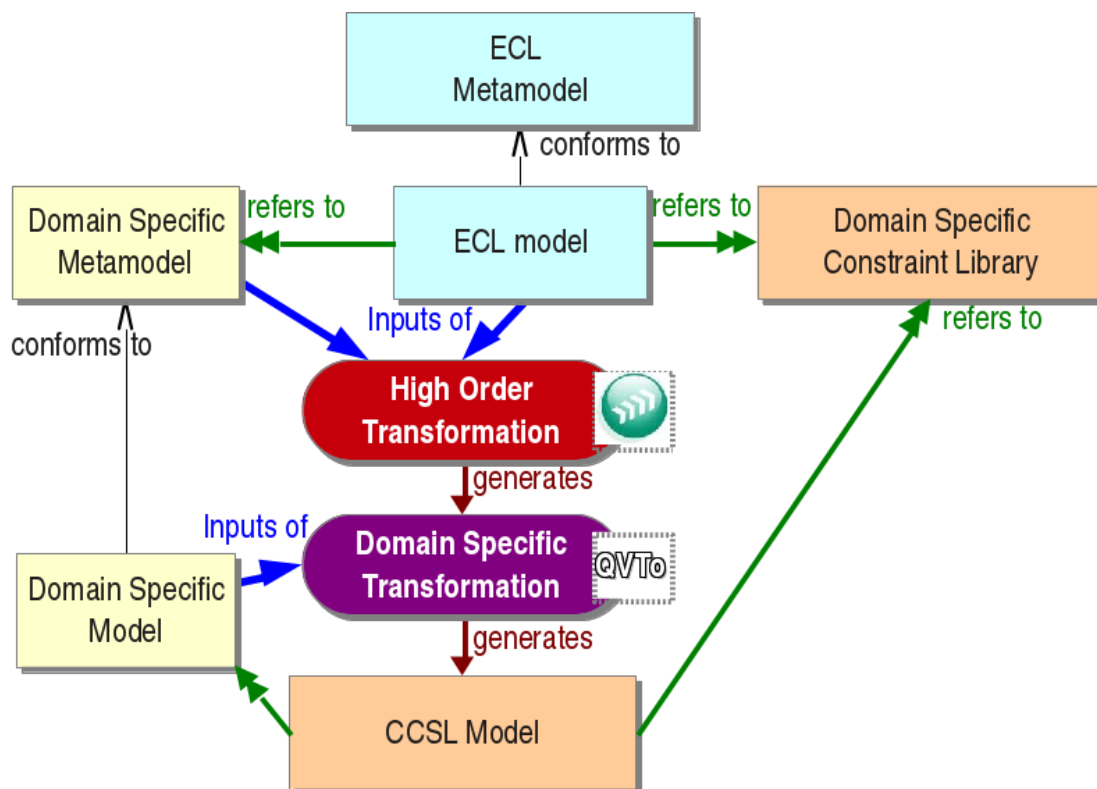 ECL
Metamodel
conforms to
Domain Specific
Metamodel
refers to
ECL model
refers to
Domain Specific
Constraint Library
Inputs of
refers to
conforms to
High Order
Transformation
generates
Inputs of
Domain Specific
Transformation
QVTo
Domain Specific
Model
generates
CCSL Model